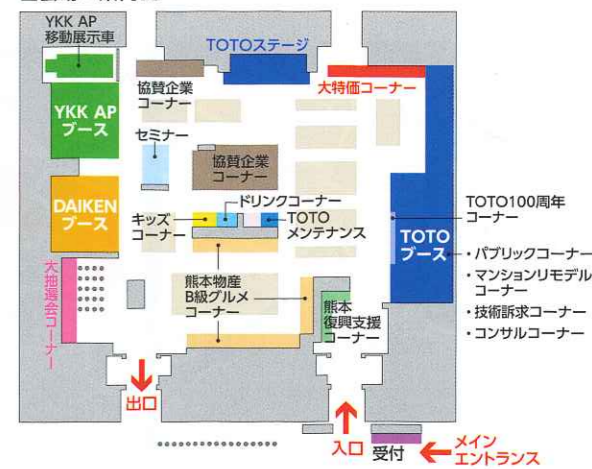 YKK AP
移動展示車
TOTOステージ
協賛企業
コーナー
大特価コーナー
YKK AP
ブース
セミナー
協賛企業
コーナー
ドリンクコーナー
キッズ
コーナー
TOTO
メンテナンス
DAIKEN
ブース
TOTO100周年
コーナー
TOTO
ブース
・パブリックコーナー
・マンションリモデル
コーナー
・技術訴求コーナー
・コンサルコーナー
大抽選会コーナー
熊本物産
B級グルメ
コーナー
熊本
復興支援
コーナー
出口
入口
受付
メイン
エントランス